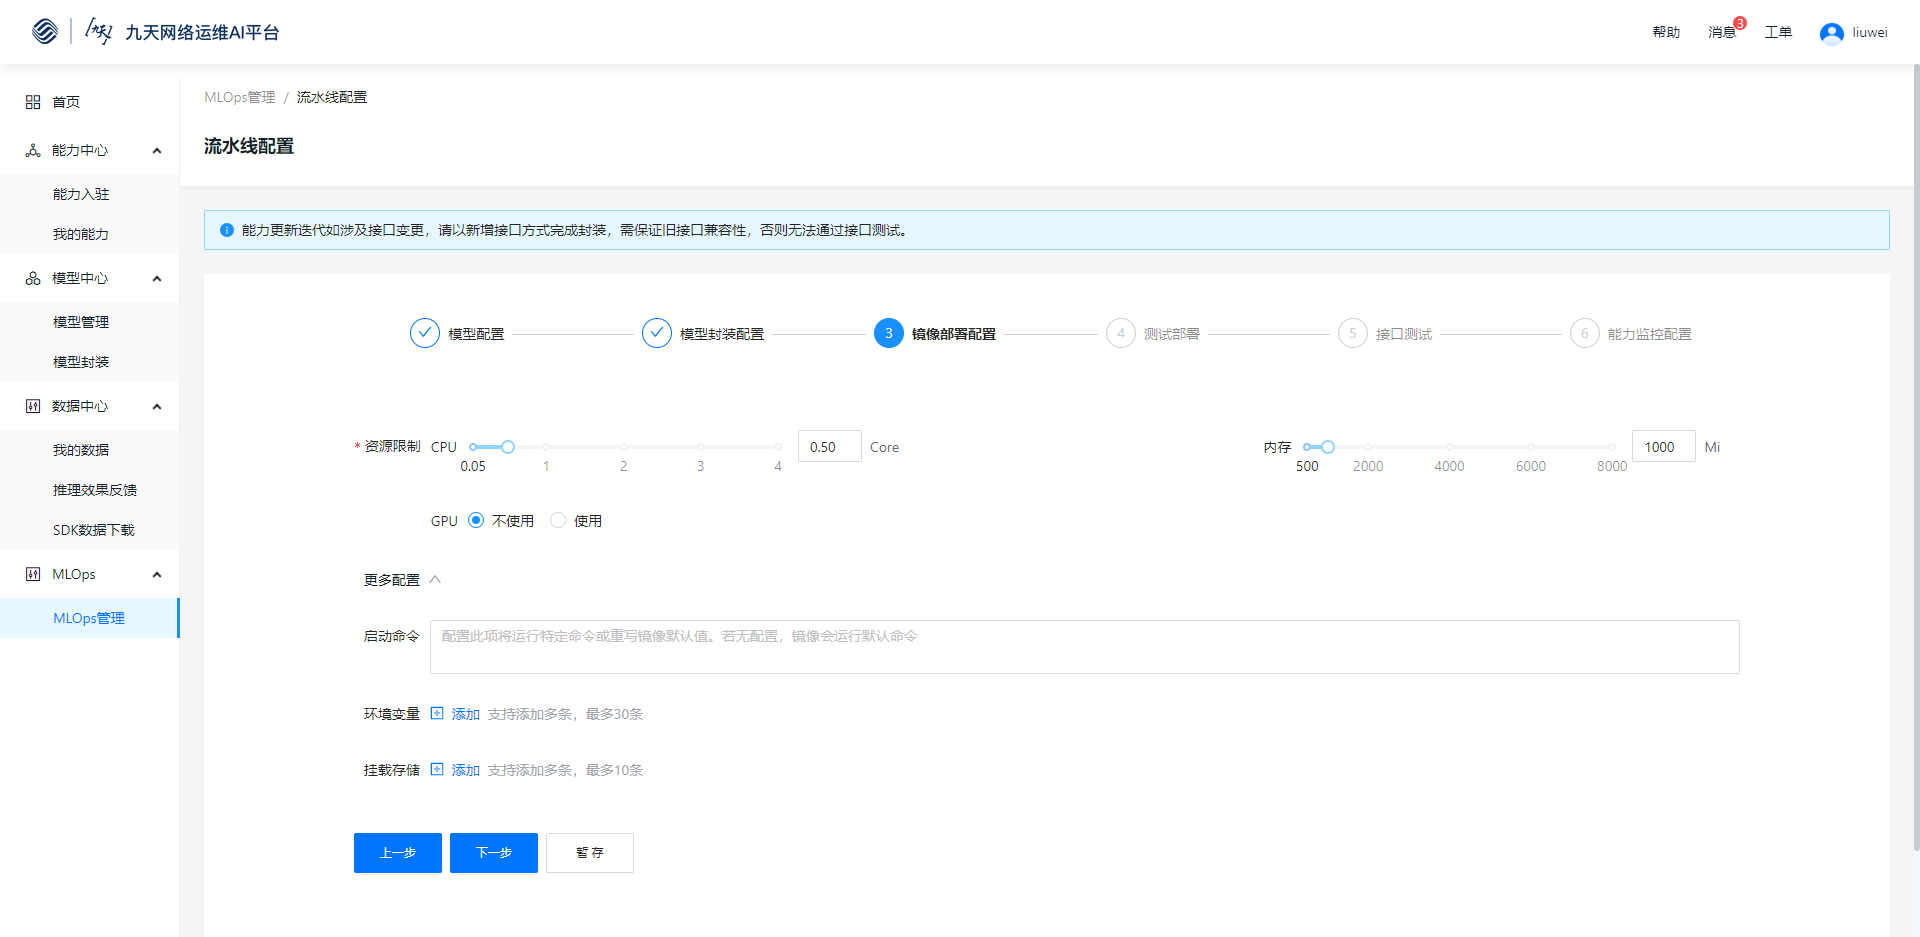 九天网络运维AI平台
帮助 消息 3 工单 liuwei
首页
能力中心
能力入驻
我的能力
模型中心
模型管理
模型封装
数据中心
我的数据
推理效果反馈
SDK数据下载
MLOps
MLOps管理
MLOps管理 / 流水线配置
流水线配置
能力更新迭代如涉及接口变更，请以新增接口方式完成封装，需保证旧接口兼容性，否则无法通过接口测试。
模型配置 模型封装配置 3 镜像部署配置 4 测试部署 5 接口测试 6 能力监控配置
* 资源限制 CPU 0.50 Core 内存 1000 Mi
0.05 1 2 3 4 500 2000 4000 6000 8000
GPU 不使用 使用
更多配置
启动命令 配置此项将运行特定命令或重写镜像默认值。若无配置，镜像会运行默认命令
环境变量 添加 支持添加多条，最多30条
挂载存储 添加 支持添加多条，最多10条
上一步 下一步 暂存